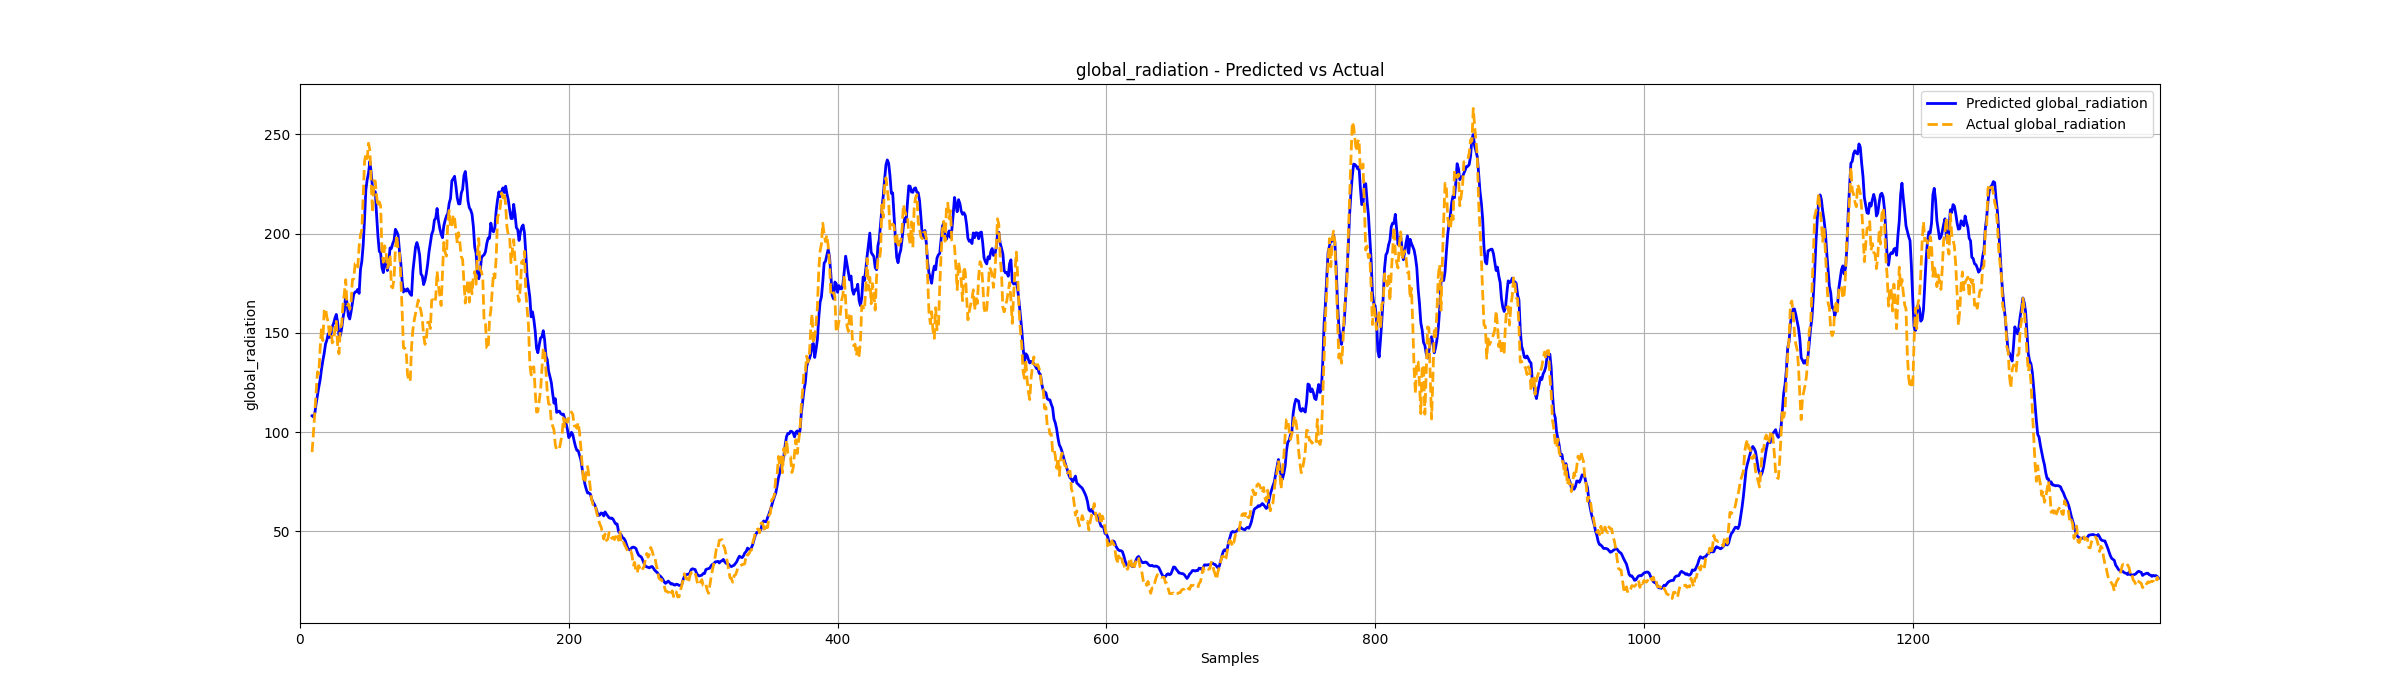 global_radiation - Predicted vs Actual
Predicted global_radiation
Actual global_radiation
global_radiation
250
200
150
100
50
0 200 400 600 800 1000 1200
Samples